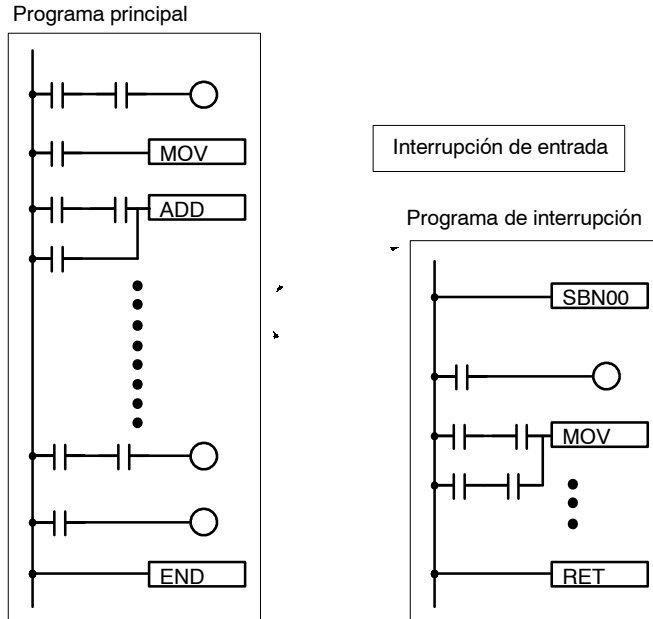 Programa principal
MOV
ADD
END
Interrupción de entrada
Programa de interrupción
SBN00
MOV
RET